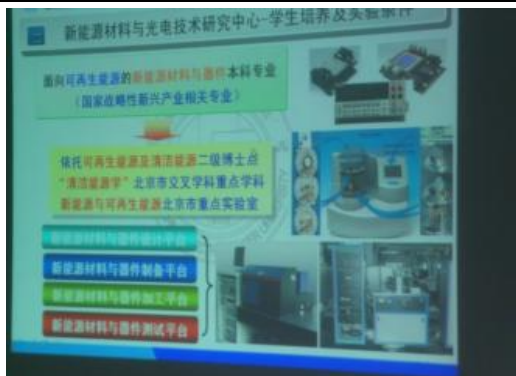 新能源材料与光电技术研究中心-学生培养及实验条件
面向可再生能源的新能源材料与器件本科专业
（国家战略性新兴产业相关专业）
依托可再生能源及清洁能源二级博士点
“清洁能源学”北京市交叉学科重点学科
新能源与可再生能源北京市重点实验室
新能源材料与器件设计平台
新能源材料与器件制备平台
新能源材料与器件加工平台
新能源材料与器件测试平台